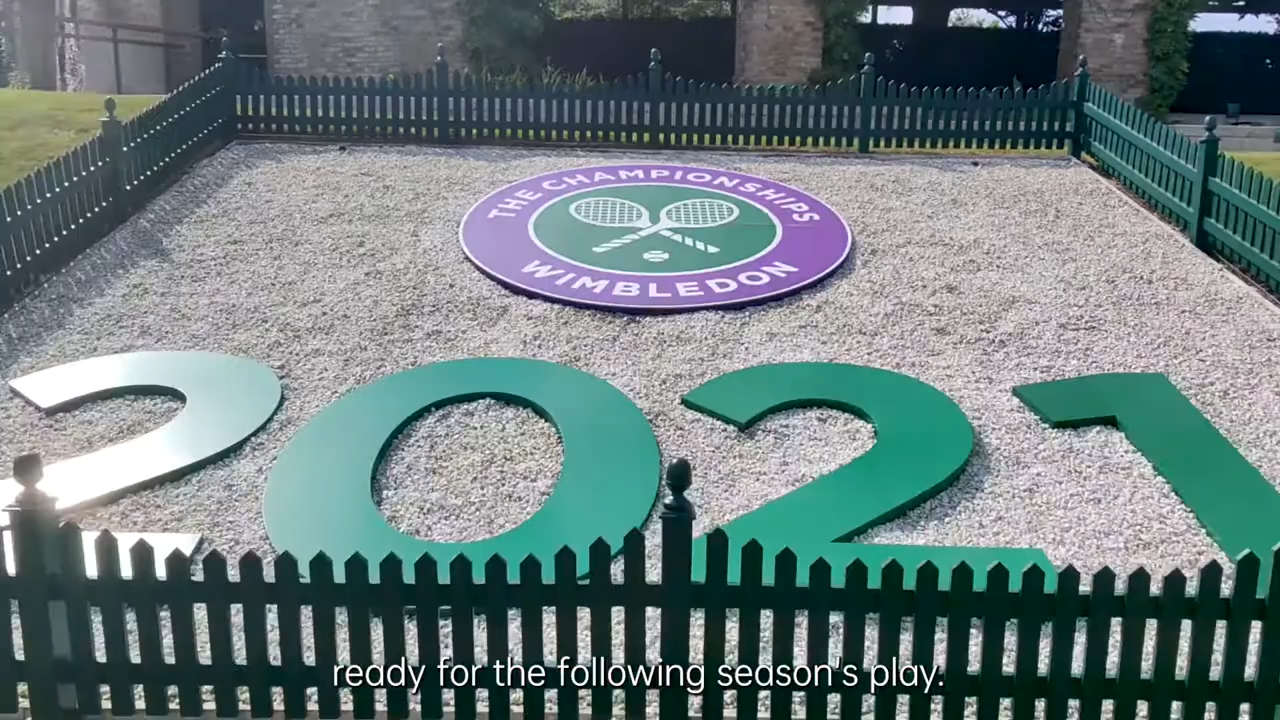 THE CHAMPIONSHIPS
WIMBLEDON
2021
ready for the following season's play.